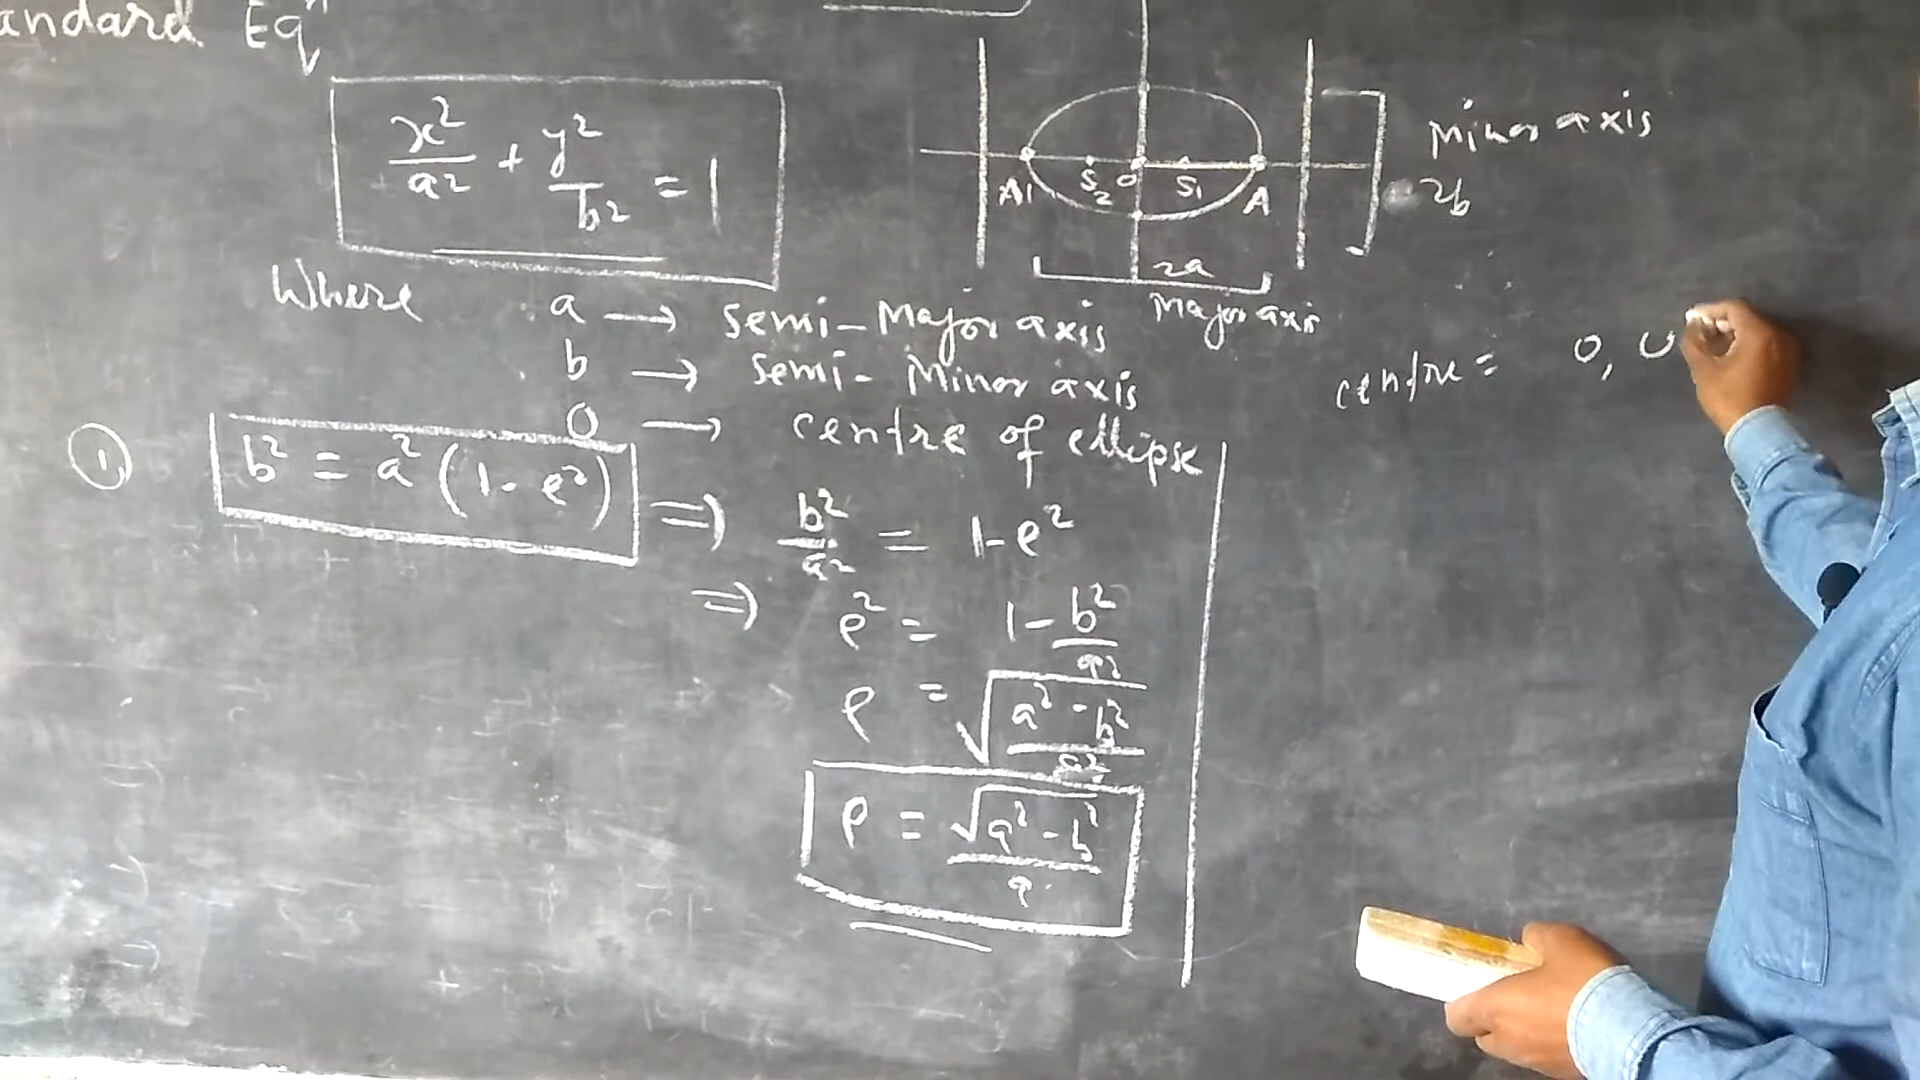 andard Eqⁿ
x²/a² + y²/b² = 1
A1 S₂ O S₁ A
2a
Major axis
Minor axis
2b
Where a → semi-Major axis
b → semi-Minor axis
O → centre of ellipse
centre = 0, 0
① b² = a² (1 - e²) ⇒ b²/a² = 1 - e²
⇒ e² = 1 - b²/a²
e = √((a² - b²)/a²)
e = √(a² - b²)/a